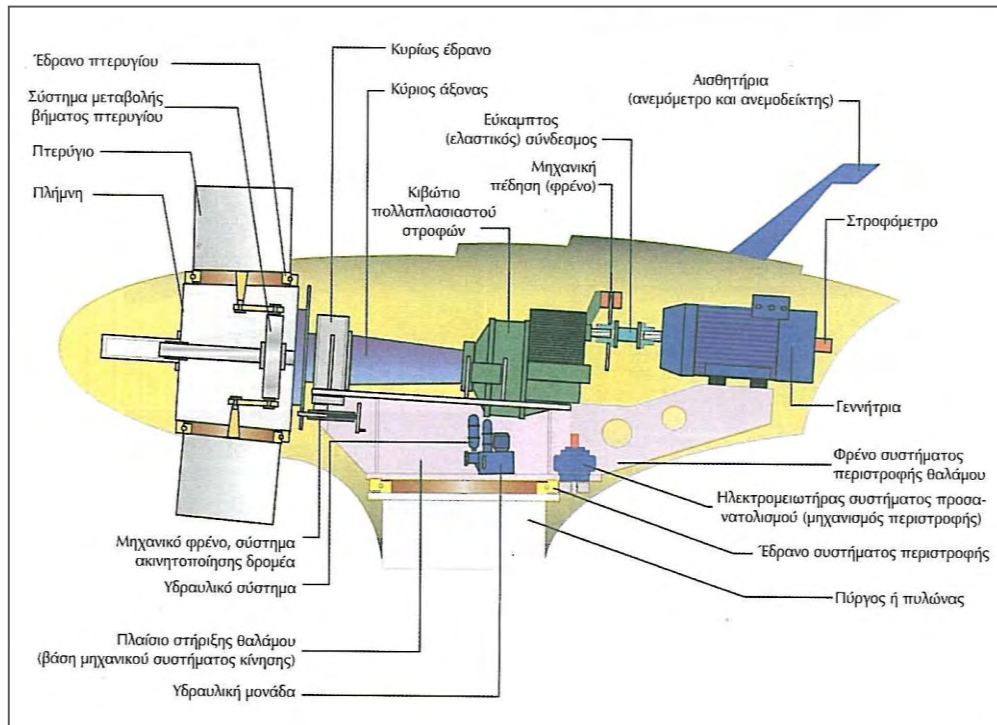 Έδρανο πτερυγίου
Σύστημα μεταβολής
βήματος πτερυγίου
Πτερύγιο
Πλήμνη
Κυρίως έδρανο
Κύριος άξονας
Εύκαμπτος
(ελαστικός) σύνδεσμος
Μηχανική
πέδηση (φρένο)
Κιβώτιο
πολλαπλασιαστού
στροφών
Αισθητήρια
(ανεμόμετρο και ανεμοδείκτης)
Στροφόμετρο
Γεννήτρια
Φρένο συστήματος
περιστροφής θαλάμου
Ηλεκτρομειωτήρας συστήματος προσα-
νατολισμού (μηχανισμός περιστροφής)
Έδρανο συστήματος περιστροφής
Πύργος ή πυλώνας
Μηχανικό φρένο, σύστημα
ακινητοποίησης δρομέα
Υδραυλικό σύστημα
Πλαίσιο στήριξης θαλάμου
(βάση μηχανικού συστήματος κίνησης)
Υδραυλική μονάδα